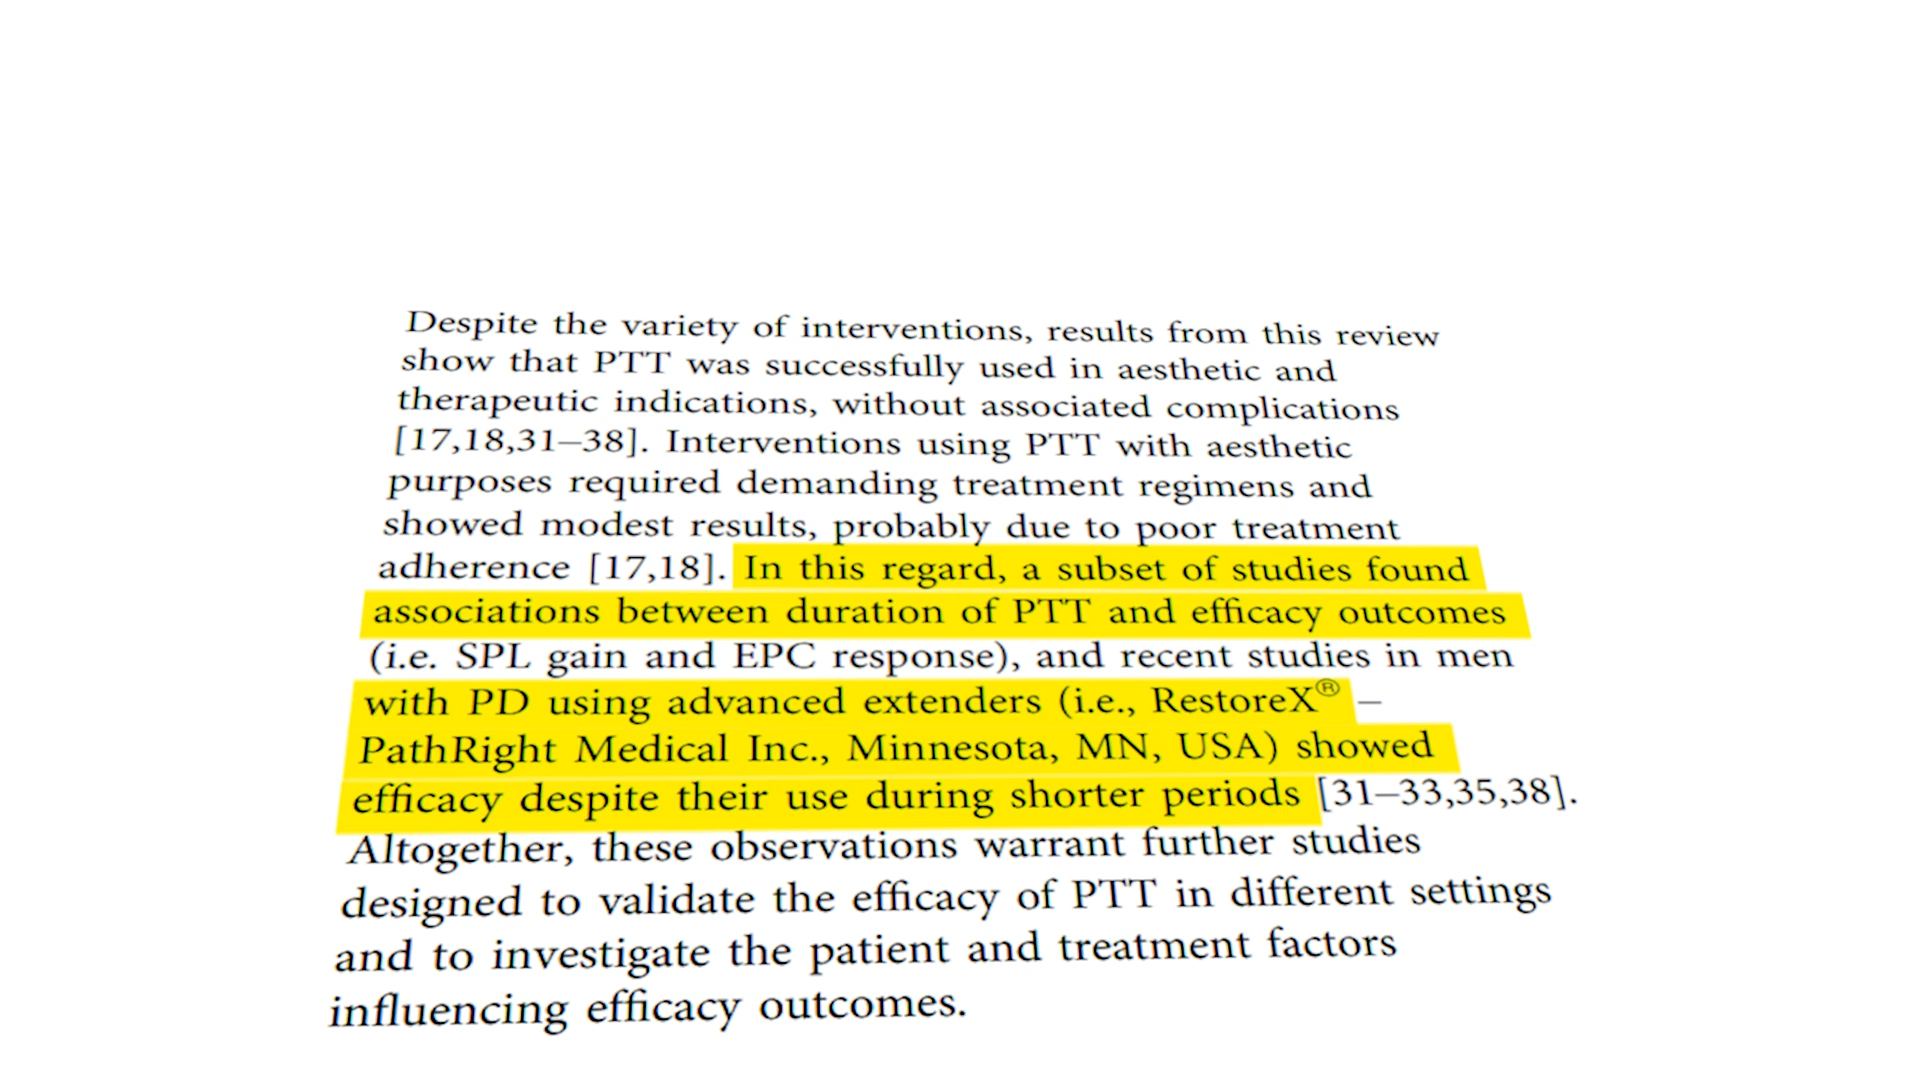 Despite the variety of interventions, results from this review
show that PTT was successfully used in aesthetic and
therapeutic indications, without associated complications
[17,18,31–38]. Interventions using PTT with aesthetic
purposes required demanding treatment regimens and
showed modest results, probably due to poor treatment
adherence [17,18]. In this regard, a subset of studies found
associations between duration of PTT and efficacy outcomes
(i.e. SPL gain and EPC response), and recent studies in men
with PD using advanced extenders (i.e., RestoreX® –
PathRight Medical Inc., Minnesota, MN, USA) showed
efficacy despite their use during shorter periods [31–33,35,38].
Altogether, these observations warrant further studies
designed to validate the efficacy of PTT in different settings
and to investigate the patient and treatment factors
influencing efficacy outcomes.